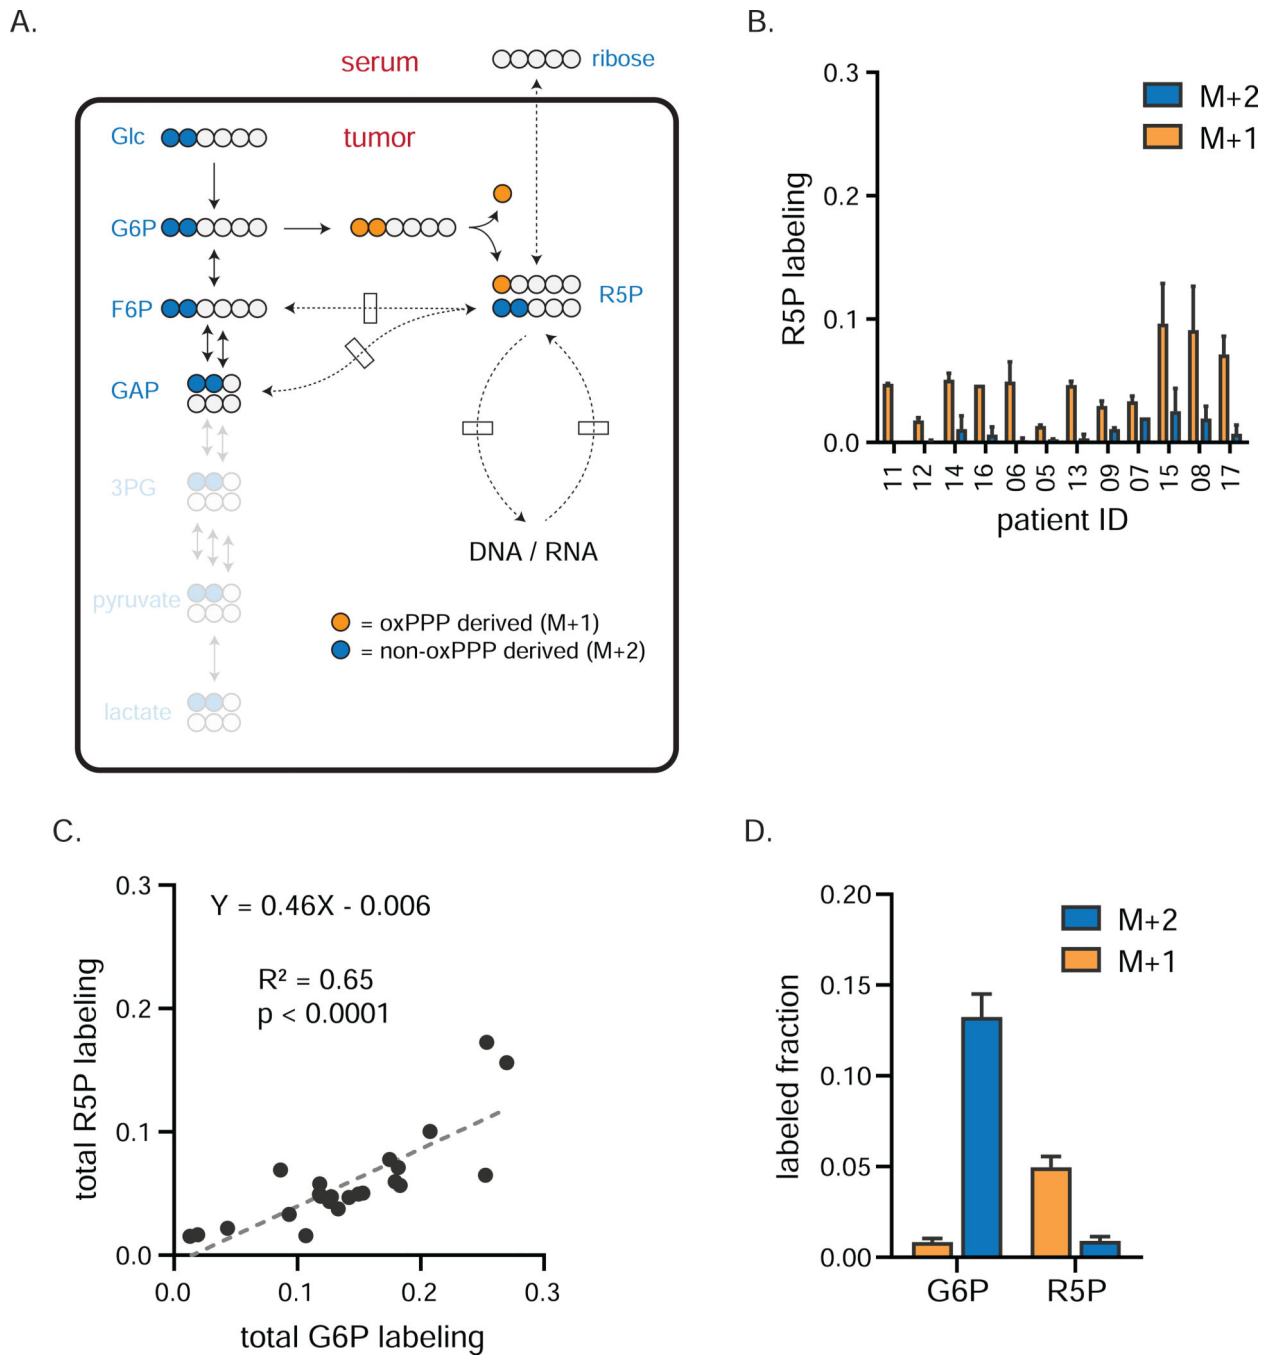 A.
serum
ribose
Glc
tumor
G6P
F6P
R5P
GAP
3PG
DNA / RNA
pyruvate
= oxPPP derived (M+1)
= non-oxPPP derived (M+2)
lactate
B.
0.3
0.2
0.1
0.0
R5P labeling
M+2
M+1
11
12
14
16
06
05
13
09
07
15
08
17
patient ID
C.
0.3
0.2
0.1
0.0
total R5P labeling
Y = 0.46X - 0.006
R² = 0.65
p < 0.0001
0.0
0.1
0.2
0.3
total G6P labeling
D.
0.20
0.15
0.10
0.05
0.00
labeled fraction
M+2
M+1
G6P
R5P